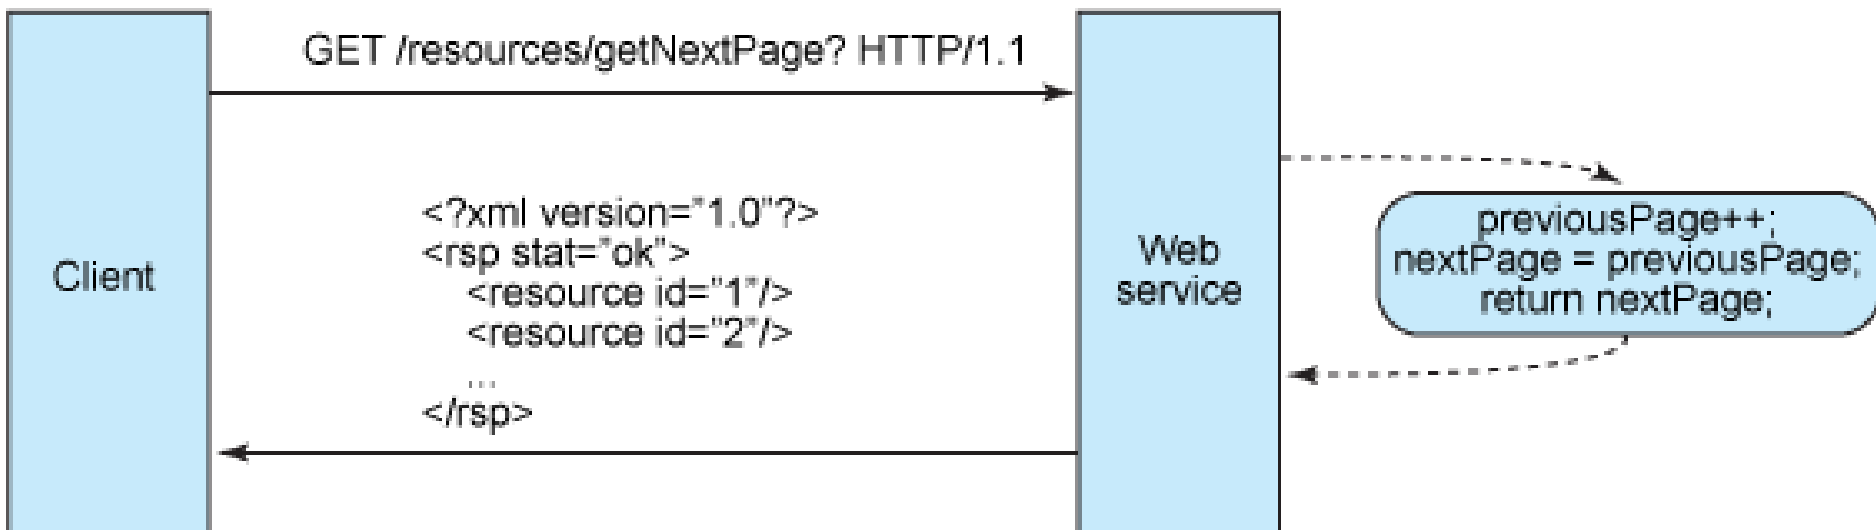 GET /resources/getNextPage? HTTP/1.1
<?xml version="1.0"?>
<rsp stat="ok">
<resource id="1"/>
<resource id="2"/>
...
</rsp>
Client
Web
service
previousPage++;
nextPage = previousPage;
return nextPage;